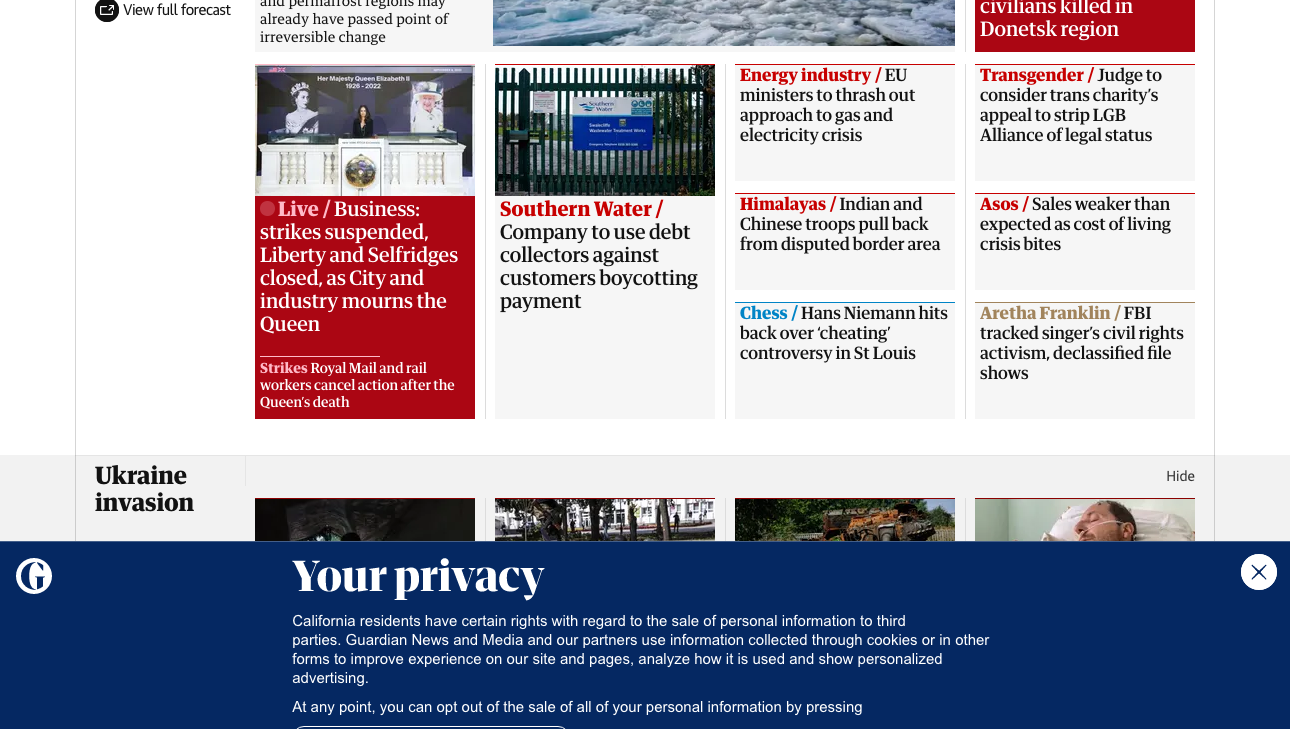 View full forecast
and permafrost regions may
already have passed point of
irreversible change
civilians killed in
Donetsk region
Her Majesty Queen Elizabeth II
1926 - 2022
Live / Business:
strikes suspended,
Liberty and Selfridges
closed, as City and
industry mourns the
Queen
Strikes Royal Mail and rail
workers cancel action after the
Queen's death
Southern
Water
Wastewater Treatment Works
Southern Water /
Company to use debt
collectors against
customers boycotting
payment
Energy industry / EU
ministers to thrash out
approach to gas and
electricity crisis
Transgender / Judge to
consider trans charity's
appeal to strip LGB
Alliance of legal status
Himalayas / Indian and
Chinese troops pull back
from disputed border area
Asos / Sales weaker than
expected as cost of living
crisis bites
Chess / Hans Niemann hits
back over ‘cheating’
controversy in St Louis
Aretha Franklin / FBI
tracked singer's civil rights
activism, declassified file
shows
Ukraine
invasion
Hide
Your privacy
California residents have certain rights with regard to the sale of personal information to third
parties. Guardian News and Media and our partners use information collected through cookies or in other
forms to improve experience on our site and pages, analyze how it is used and show personalized
advertising.
At any point, you can opt out of the sale of all of your personal information by pressing